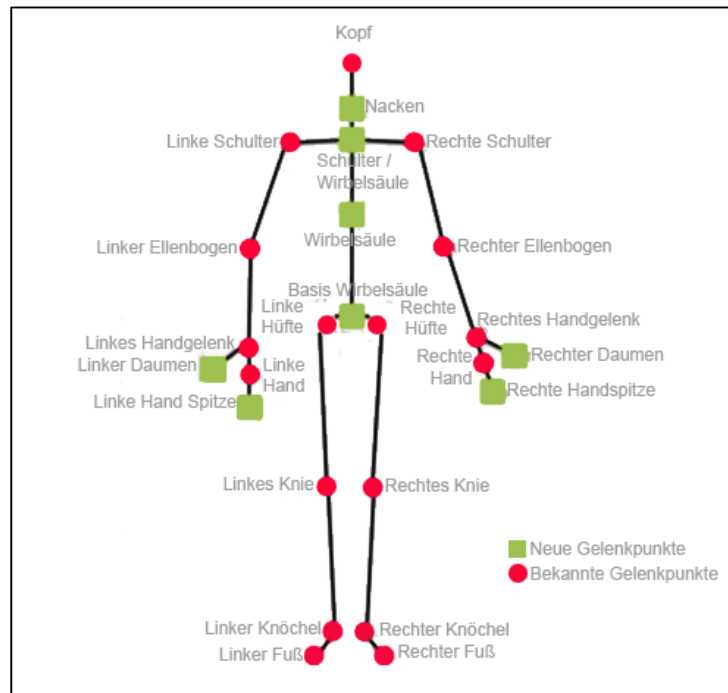 Kopf
Nacken
Linke Schulter
Rechte Schulter
Schulter /
Wirbelsäule
Wirbelsäule
Linker Ellenbogen
Rechter Ellenbogen
Basis Wirbelsäule
Linke
Hüfte
Rechte
Hüfte
Linkes Handgelenk
Rechtes Handgelenk
Linker Daumen
Linke
Hand
Rechte
Hand
Rechter Daumen
Linke Hand Spitze
Rechte Handspitze
Linkes Knie
Rechtes Knie
Neue Gelenkpunkte
Bekannte Gelenkpunkte
Linker Knöchel
Rechter Knöchel
Linker Fuß
Rechter Fuß